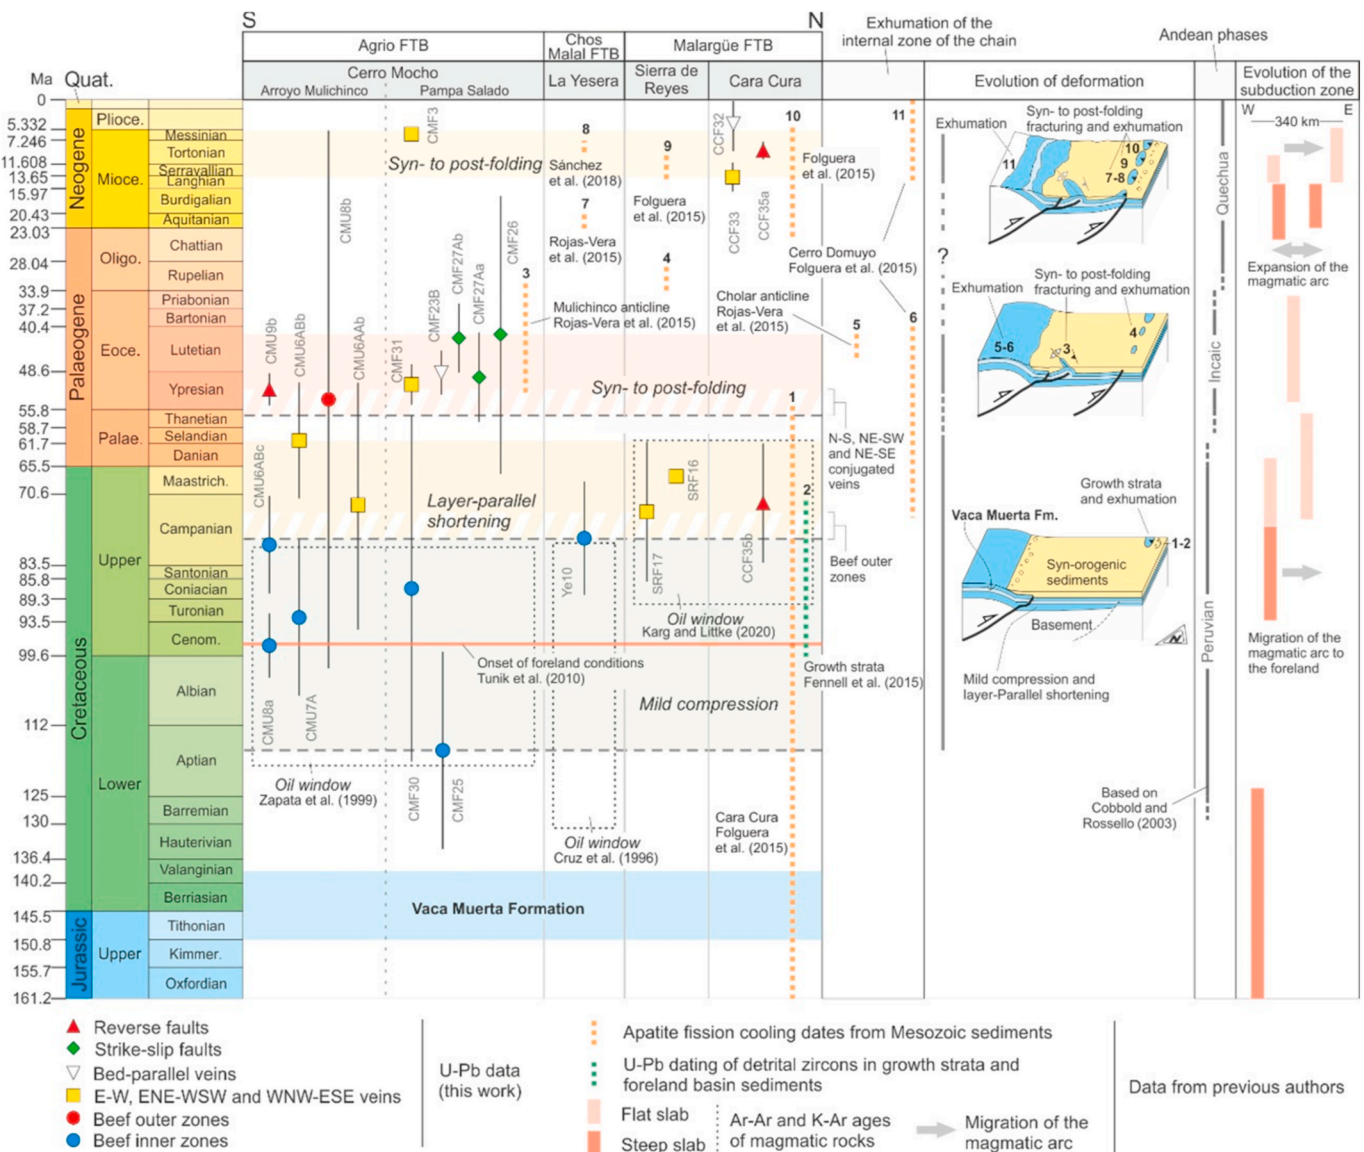 S
N
Exhumation of the
internal zone of the chain
Andean phases
Agrio FTB
Chos
Malal FTB
Malargüe FTB
Ma
Quat.
Cerro Mocho
Arroyo Mulichinco
Pampa Salado
La Yesera
Sierra de
Reyes
Cara Cura
Evolution of deformation
Evolution of the
subduction zone
0
5.332
7.246
11.608
13.65
15.97
20.43
23.03
28.04
33.9
37.2
40.4
48.6
55.8
58.7
61.7
65.5
70.6
83.5
85.8
89.3
93.5
99.6
112
125
130
136.4
140.2
145.5
150.8
155.7
161.2
Neogene
Palaeogene
Cretaceous
Jurassic
Plioce.
Mioce.
Oligo.
Eoce.
Palae.
Upper
Lower
Upper
Messinian
Tortonian
Serravallian
Langhian
Burdigalian
Aquitanian
Chattian
Rupelian
Priabonian
Bartonian
Lutetian
Ypresian
Thanetian
Selandian
Danian
Maastrich.
Campanian
Santonian
Coniacian
Turonian
Cenom.
Albian
Aptian
Barremian
Hauterivian
Valanginian
Berriasian
Tithonian
Kimmer.
Oxfordian
CMF3
Syn- to post-folding
8
Sánchez
et al. (2018)
7
Rojas-Vera
et al. (2015)
9
Folguera
et al. (2015)
4
CCF32
CCF33
CCF35a
10
Folguera
et al. (2015)
11
Cerro Domuyo
Folguera et al. (2015)
CMU8b
CMF26
CMF27Ab
CMF27Aa
CMF23B
CMF31
3
Mulichinco anticline
Rojas-Vera et al. (2015)
Cholar anticline
Rojas-Vera
et al. (2015)
5
6
CMU9b
CMU6ABb
CMU6AAb
Syn- to post-folding
1
N-S, NE-SW
and NE-SE
conjugated
veins
CMU6ABc
Layer-parallel
shortening
Ye10
SRF17
SRF16
CCF35b
2
Beef outer
zones
Oil window
Karg and Littke (2020)
Onset of foreland conditions
Tunik et al. (2010)
Growth strata
Fennell et al. (2015)
CMU8a
CMU7A
Mild compression
Oil window
Zapata et al. (1999)
CMF30
CMF25
Oil window
Cruz et al. (1996)
Cara Cura
Folguera
et al. (2015)
Vaca Muerta Formation
?
Exhumation
Syn- to post-folding
fracturing and exhumation
11
10
9
7-8
Exhumation
Syn- to post-folding
fracturing and exhumation
5-6
3
4
Growth strata
and exhumation
Vaca Muerta Fm.
1-2
Syn-orogenic
sediments
Basement
N
Mild compression and
layer-Parallel shortening
Quechua
Incaic
Peruvian
Based on
Cobbold and
Rossello (2003)
W
E
340 km
Expansion of the
magmatic arc
Migration of the
magmatic arc to
the foreland
Reverse faults
Strike-slip faults
Bed-parallel veins
E-W, ENE-WSW and WNW-ESE veins
Beef outer zones
Beef inner zones
U-Pb data
(this work)
Apatite fission cooling dates from Mesozoic sediments
U-Pb dating of detrital zircons in growth strata and
foreland basin sediments
Flat slab
Steep slab
Ar-Ar and K-Ar ages
of magmatic rocks
Migration of the
magmatic arc
Data from previous authors